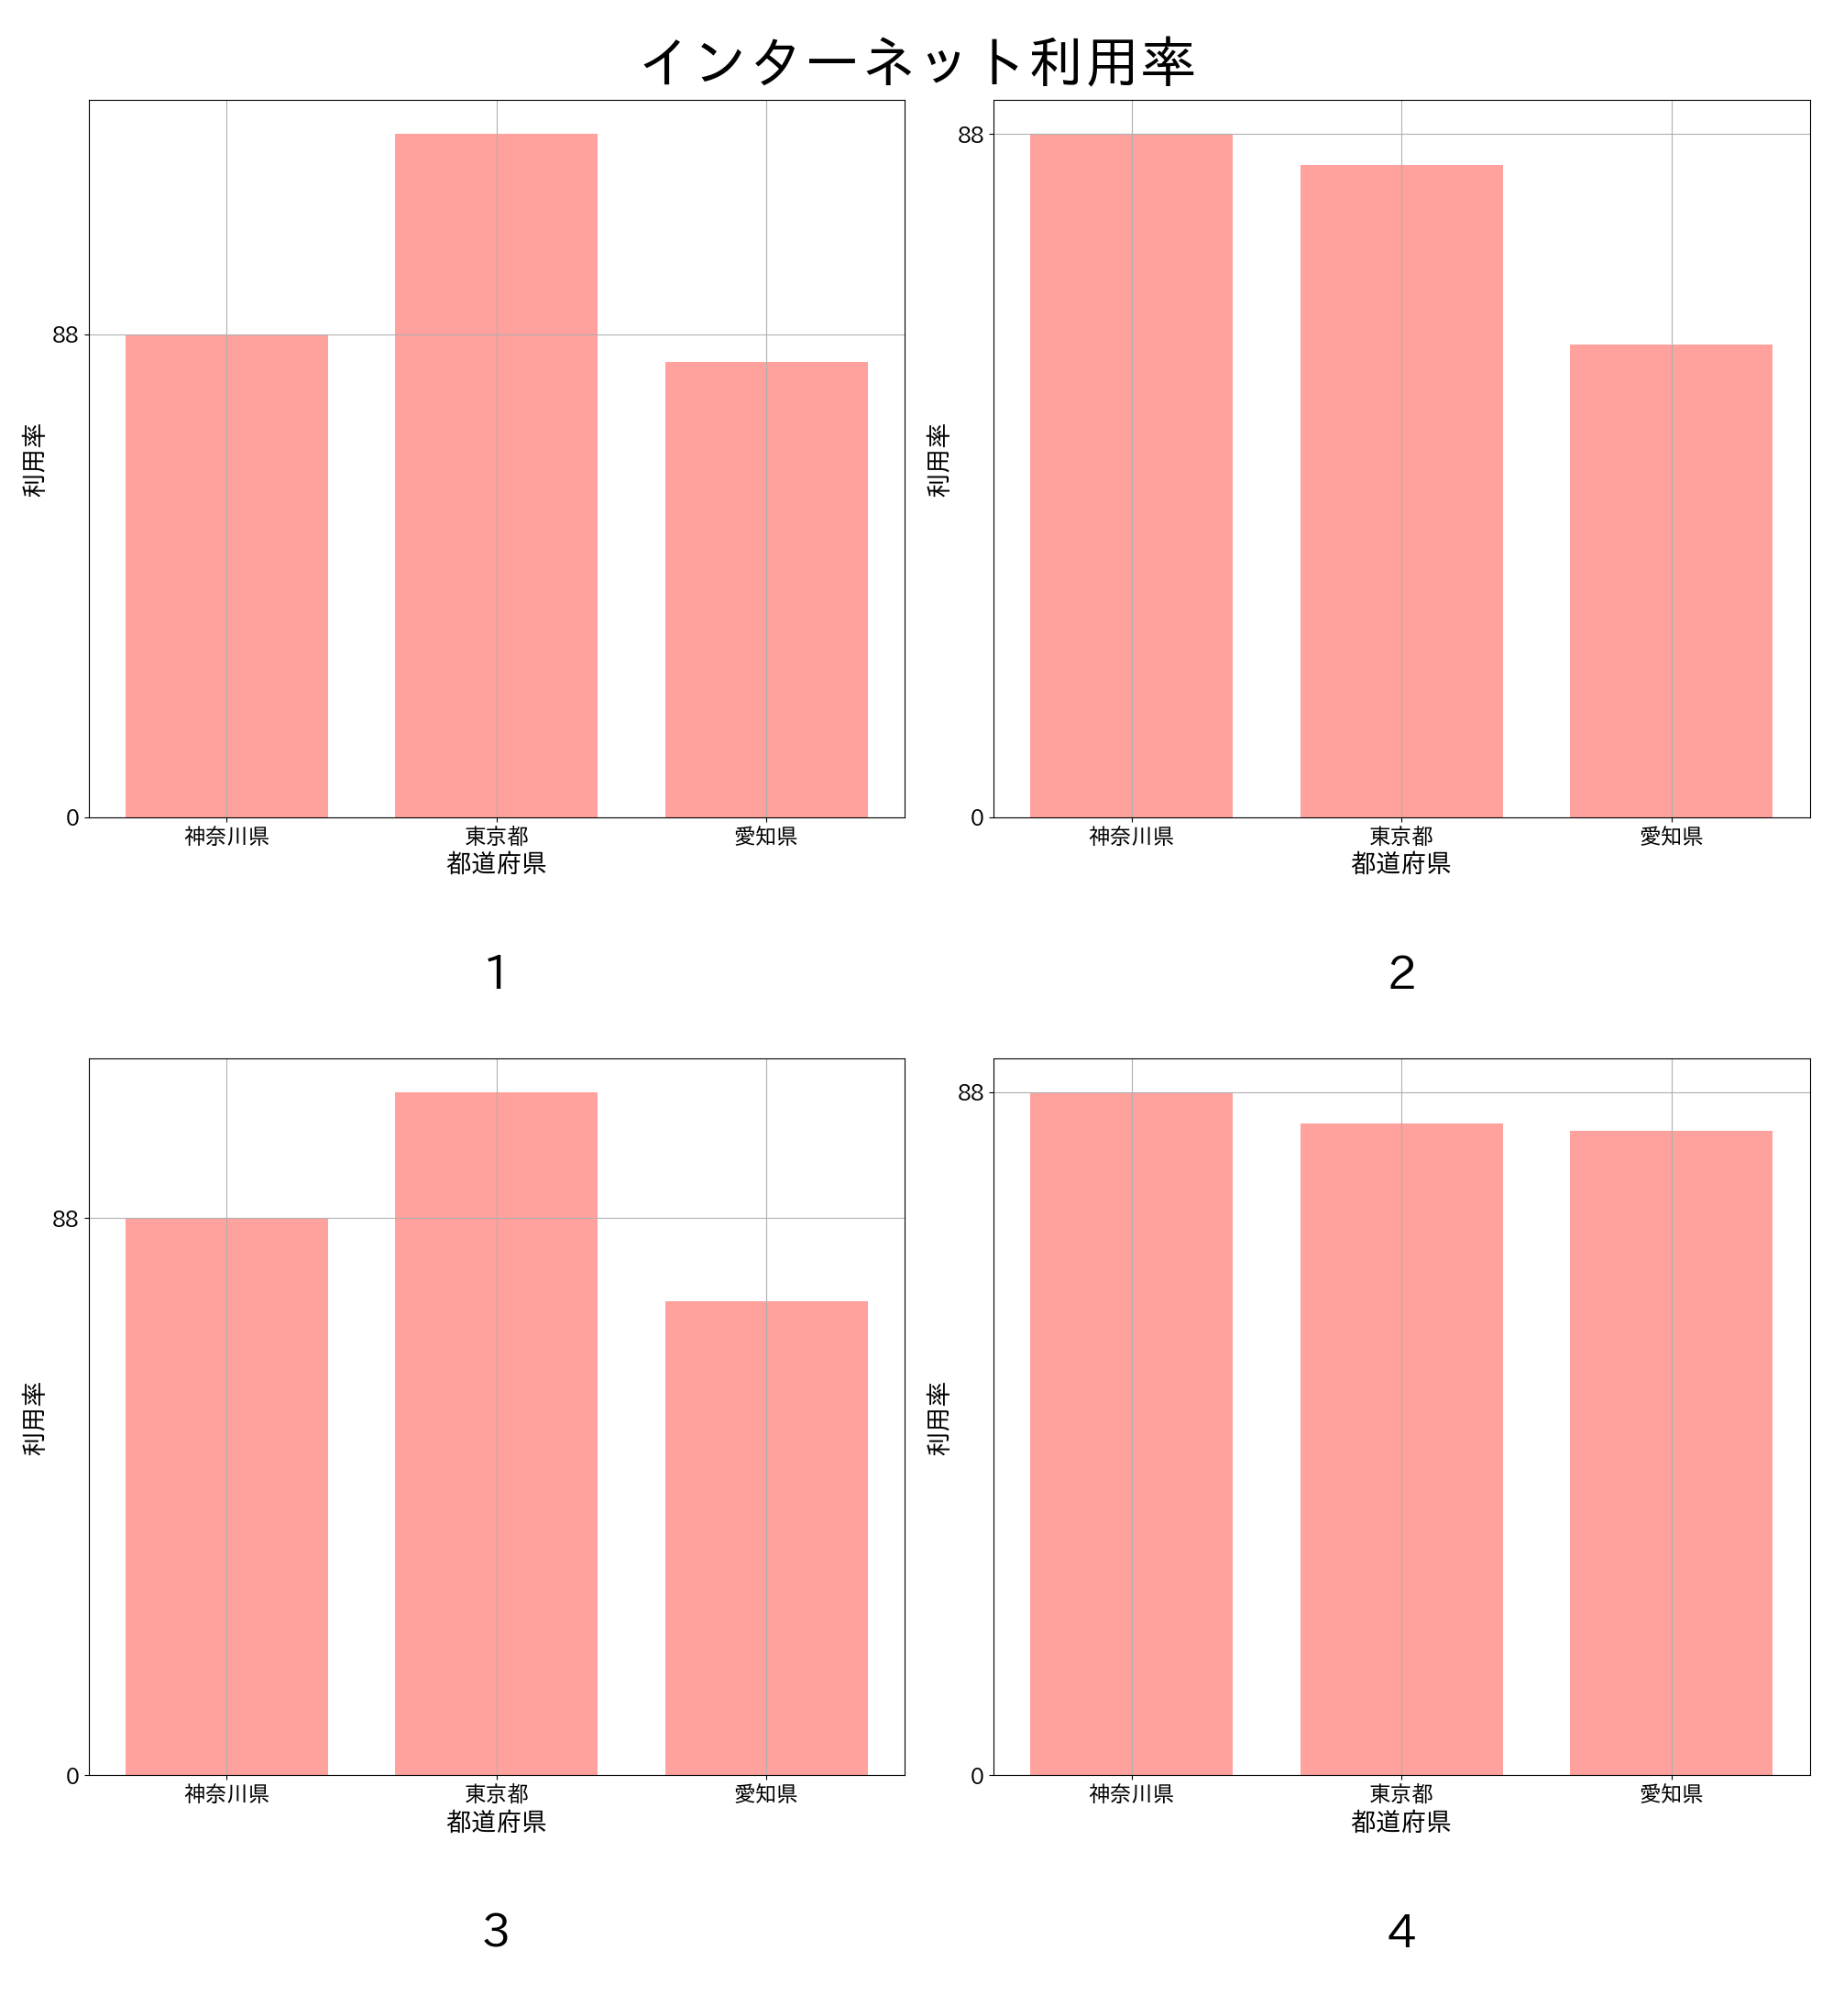 インターネット利用率
88
0
利用率
神奈川県 東京都 愛知県
都道府県
1
88
0
利用率
神奈川県 東京都 愛知県
都道府県
2
88
0
利用率
神奈川県 東京都 愛知県
都道府県
3
88
0
利用率
神奈川県 東京都 愛知県
都道府県
4